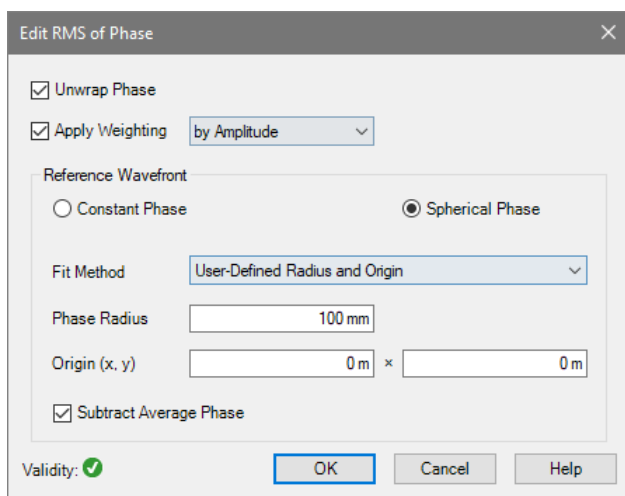 Edit RMS of Phase
Unwrap Phase
Apply Weighting by Amplitude
Reference Wavefront
Constant Phase Spherical Phase
Fit Method User-Defined Radius and Origin
Phase Radius 100 mm
Origin (x, y) 0 m × 0 m
Subtract Average Phase
Validity: OK Cancel Help